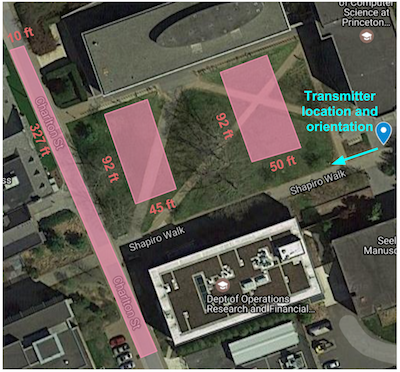 of Computer
Science at
Princeton...
10 ft
Charlton St
327 ft
92 ft
45 ft
92 ft
50 ft
Transmitter
location and
orientation
Shapiro Walk
Shapiro Walk
Charlton St
Dept of Operations
Research and Financial...
Seel
Manusc